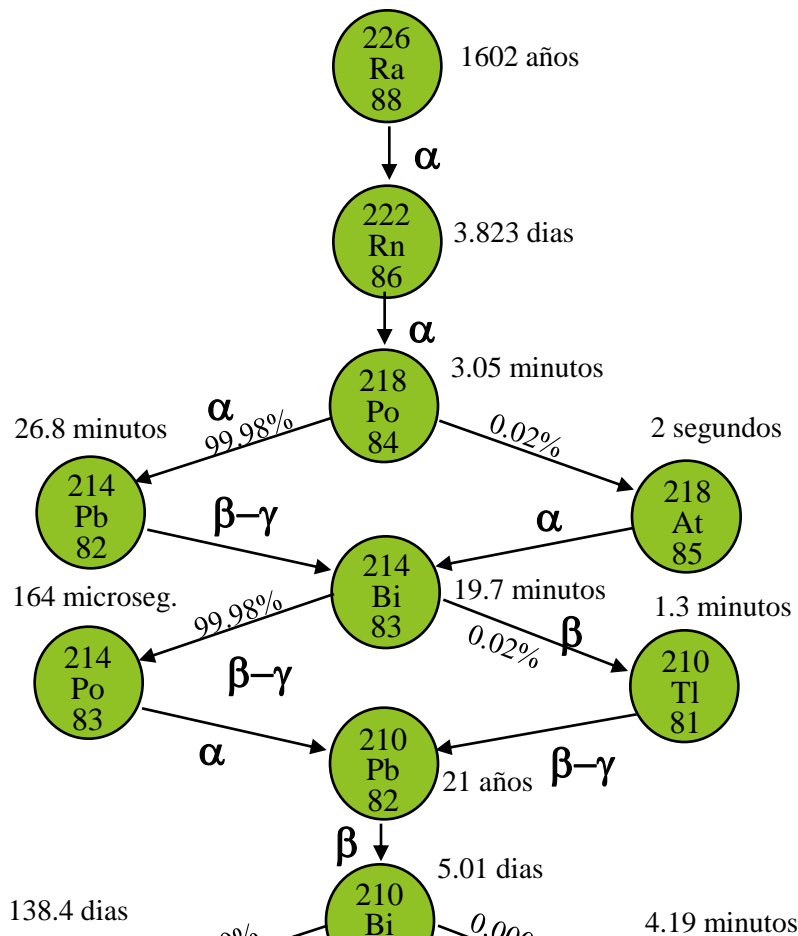 226
Ra
88
1602 años
α
222
Rn
86
3.823 dias
α
218
Po
84
3.05 minutos
α
99.98%
0.02%
26.8 minutos
2 segundos
214
Pb
82
218
At
85
β–γ
α
214
Bi
83
19.7 minutos
164 microseg.
1.3 minutos
99.98%
0.02%
β
214
Po
83
210
Tl
81
β–γ
α
210
Pb
82
21 años
β–γ
β
5.01 dias
210
Bi
138.4 dias
4.19 minutos